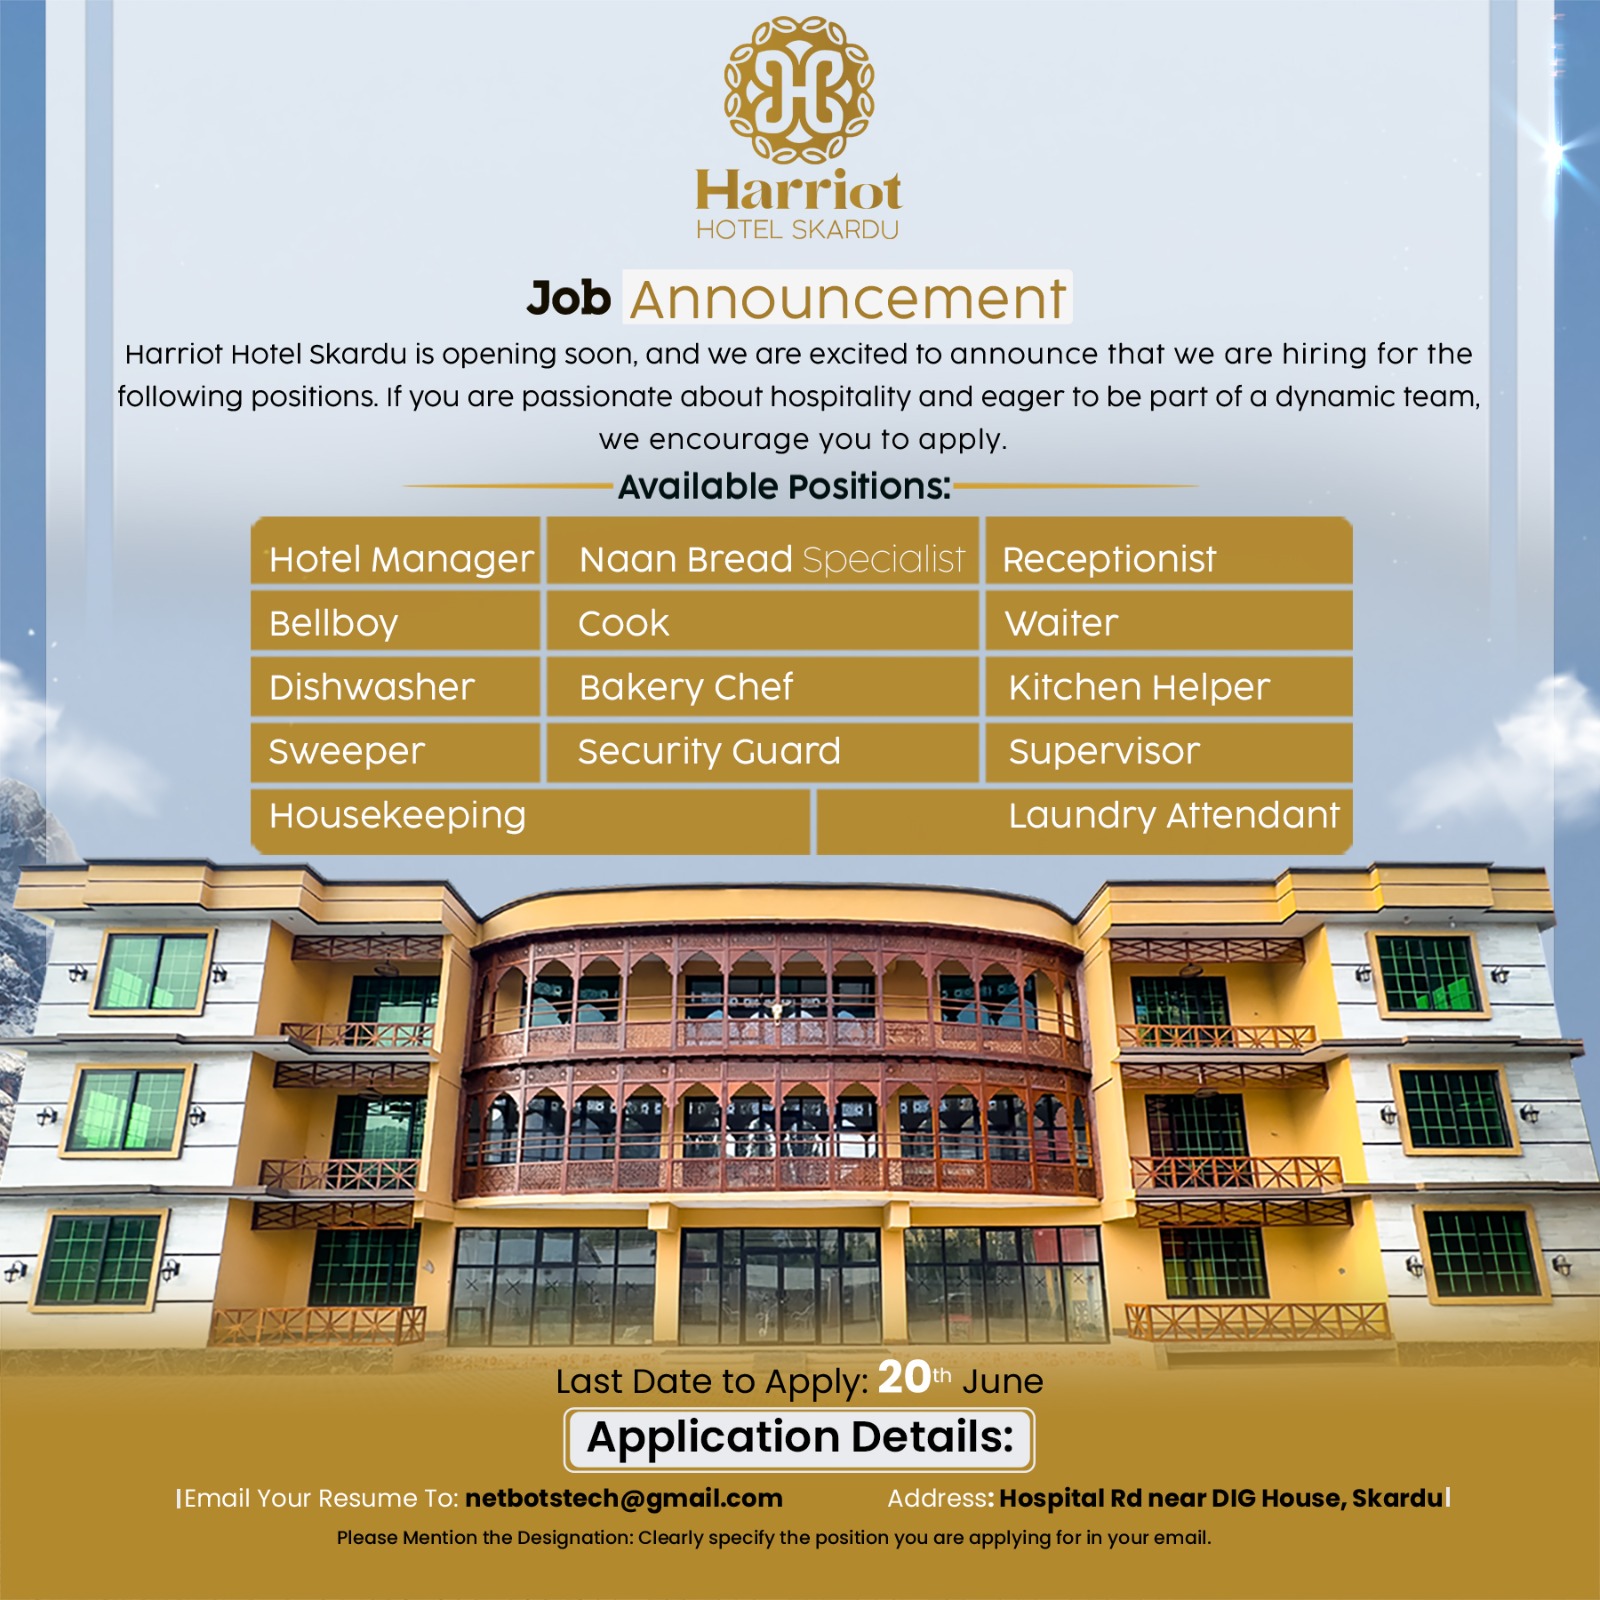 Harriot
HOTEL SKARDU
Job Announcement
Harriot Hotel Skardu is opening soon, and we are excited to announce that we are hiring for the
following positions. If you are passionate about hospitality and eager to be part of a dynamic team,
we encourage you to apply.
Available Positions:
Hotel Manager Naan Bread Specialist Receptionist
Bellboy Cook Waiter
Dishwasher Bakery Chef Kitchen Helper
Sweeper Security Guard Supervisor
Housekeeping Laundry Attendant
Last Date to Apply: 20th June
Application Details:
Email Your Resume To: netbotstech@gmail.com Address: Hospital Rd near DIG House, Skardu
Please Mention the Designation: Clearly specify the position you are applying for in your email.